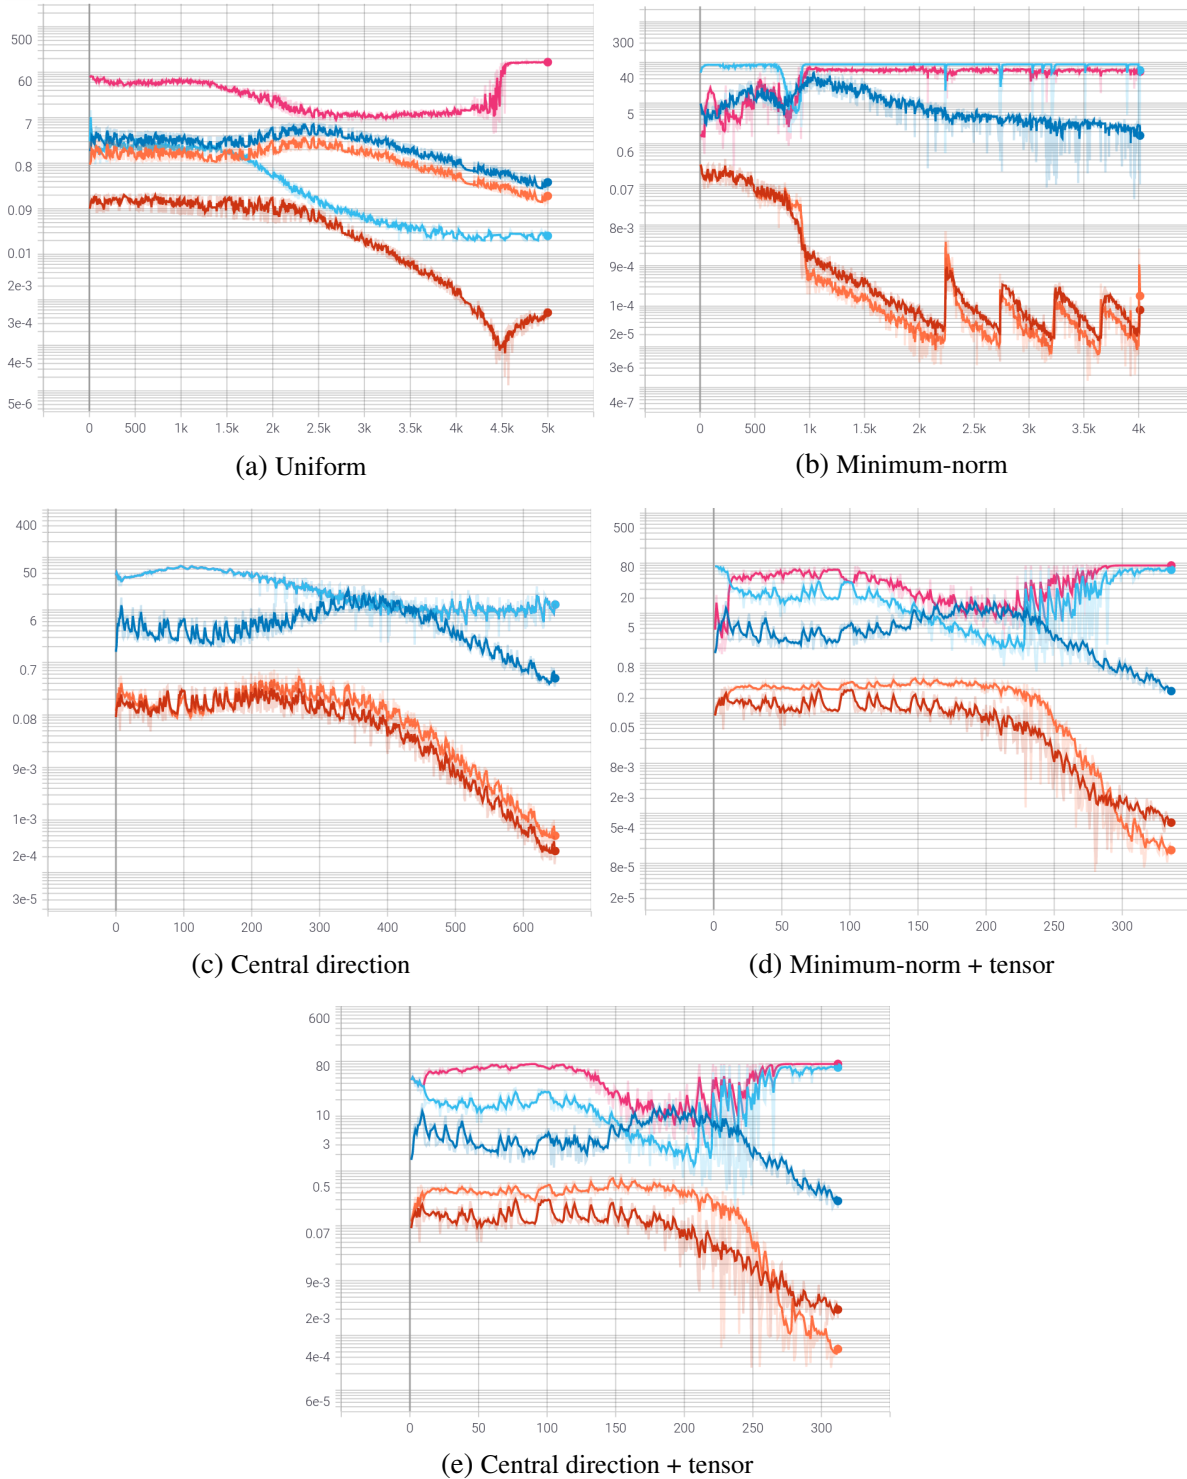 500
60
7
0.8
0.09
0.01
2e-3
3e-4
4e-5
5e-6
0 500 1k 1.5k 2k 2.5k 3k 3.5k 4k 4.5k 5k
(a) Uniform
300
40
5
0.6
0.07
8e-3
9e-4
1e-4
2e-5
3e-6
4e-7
0 500 1k 1.5k 2k 2.5k 3k 3.5k 4k
(b) Minimum-norm
400
50
6
0.7
0.08
9e-3
1e-3
2e-4
3e-5
0 100 200 300 400 500 600
(c) Central direction
500
80
20
5
0.8
0.2
0.05
8e-3
2e-3
5e-4
8e-5
2e-5
0 50 100 150 200 250 300
(d) Minimum-norm + tensor
600
80
10
3
0.5
0.07
9e-3
2e-3
4e-4
6e-5
0 50 100 150 200 250 300
(e) Central direction + tensor